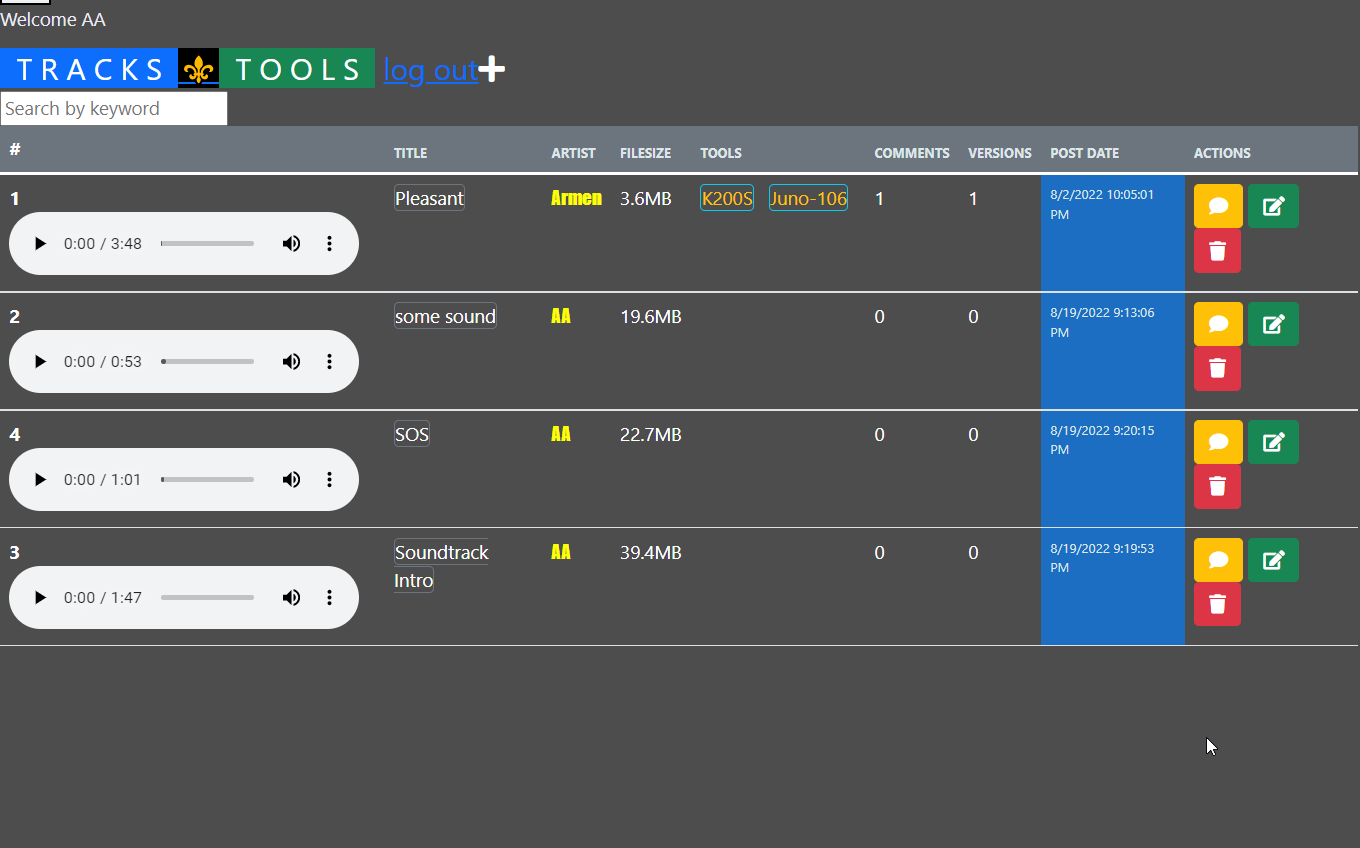 Welcome AA
TRACKS TOOLS log out
Search by keyword
# TITLE ARTIST FILESIZE TOOLS COMMENTS VERSIONS POST DATE ACTIONS
1 Pleasant Armen 3.6MB K200S Juno-106 1 1 8/2/2022 10:05:01
PM
0:00 / 3:48
2 some sound AA 19.6MB 0 0 8/19/2022 9:13:06
PM
0:00 / 0:53
4 SOS AA 22.7MB 0 0 8/19/2022 9:20:15
PM
0:00 / 1:01
3 Soundtrack AA 39.4MB 0 0 8/19/2022 9:19:53
Intro PM
0:00 / 1:47